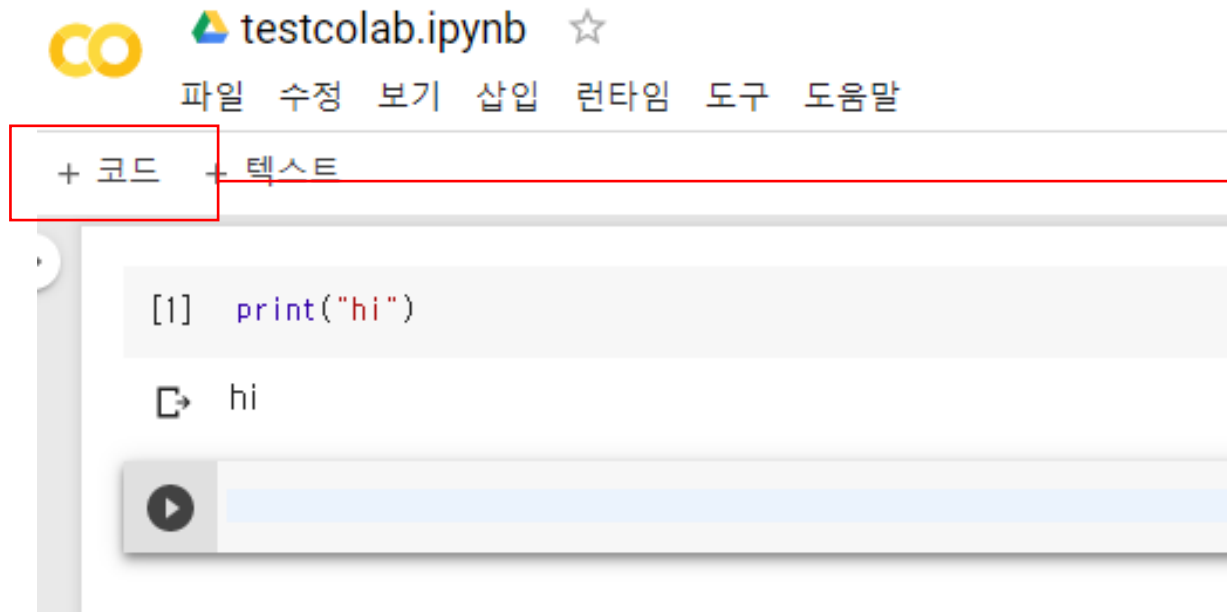 testcolab.ipynb
파일 수정 보기 삽입 런타임 도구 도움말
+ 코드 + 텍스트
[1] print("hi")
hi